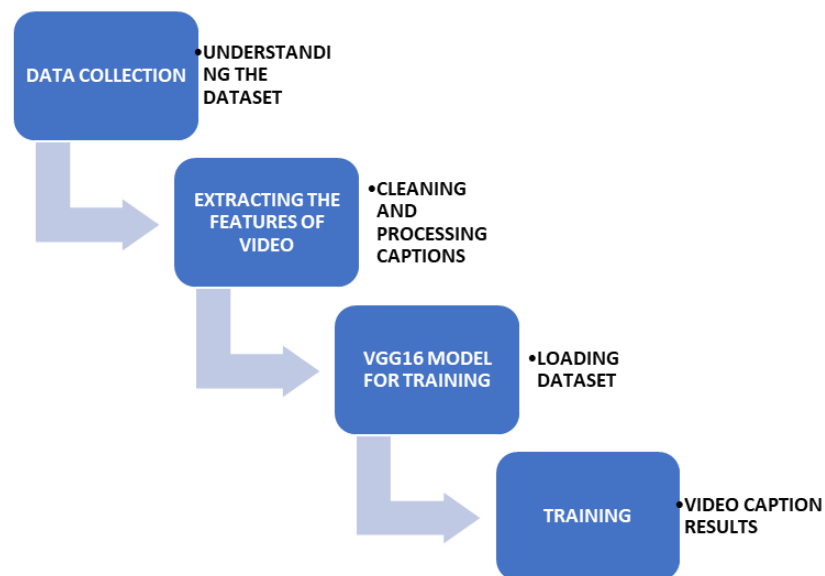 DATA COLLECTION
•UNDERSTANDI
NG THE
DATASET
EXTRACTING THE
FEATURES OF
VIDEO
•CLEANING
AND
PROCESSING
CAPTIONS
VGG16 MODEL
FOR TRAINING
•LOADING
DATASET
TRAINING
•VIDEO CAPTION
RESULTS